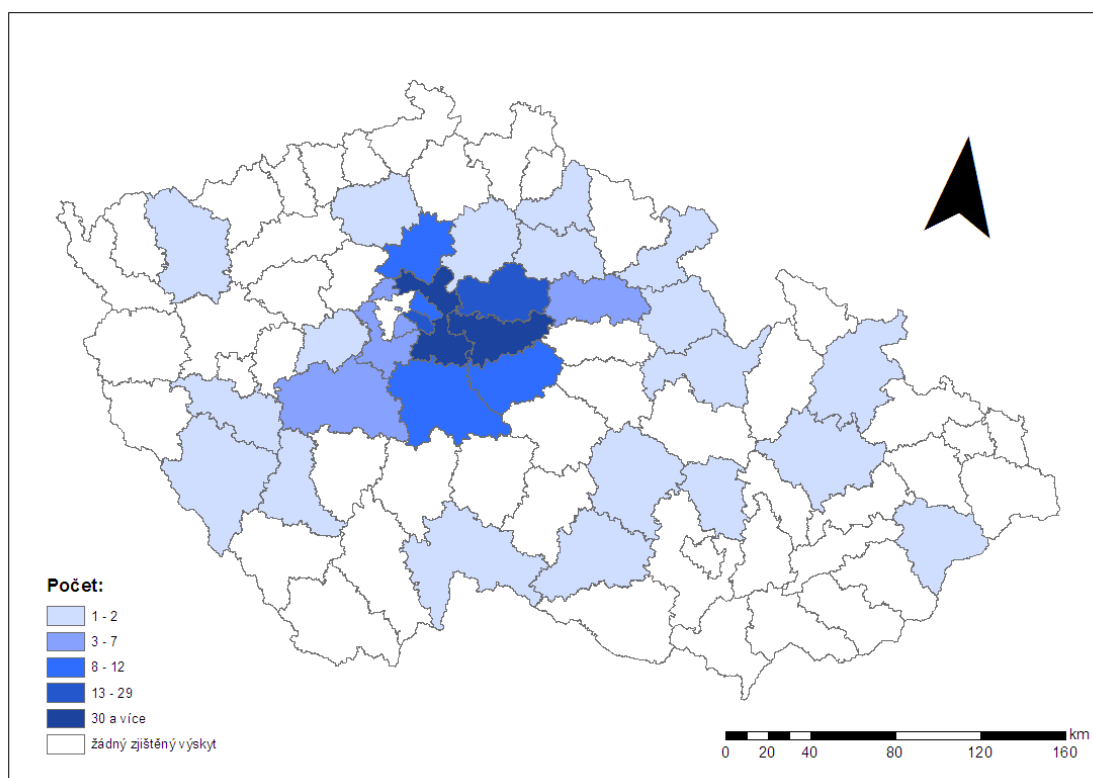 Počet:
1 - 2
3 - 7
8 - 12
13 - 29
30 a více
žádný zjištěný výskyt
km
0 20 40 80 120 160